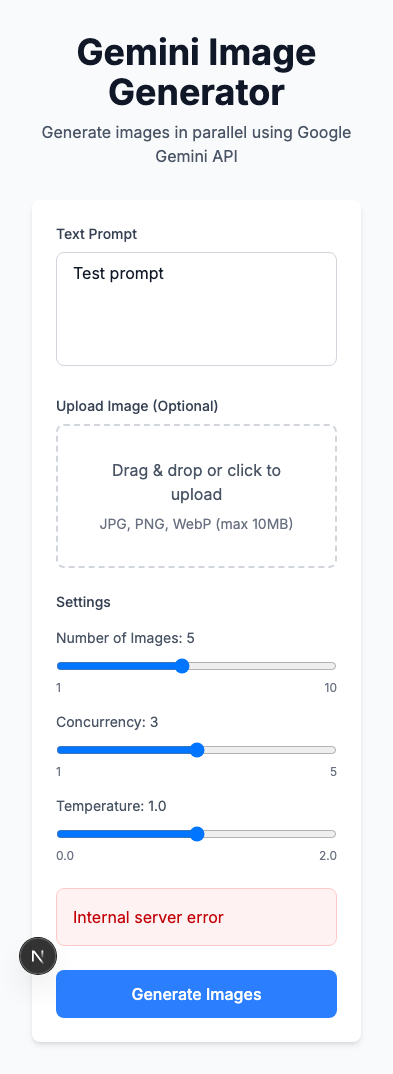 Gemini Image
Generator
Generate images in parallel using Google
Gemini API
Text Prompt
Test prompt
Upload Image (Optional)
Drag & drop or click to
upload
JPG, PNG, WebP (max 10MB)
Settings
Number of Images: 5
1 10
Concurrency: 3
1 5
Temperature: 1.0
0.0 2.0
Internal server error
N
Generate Images